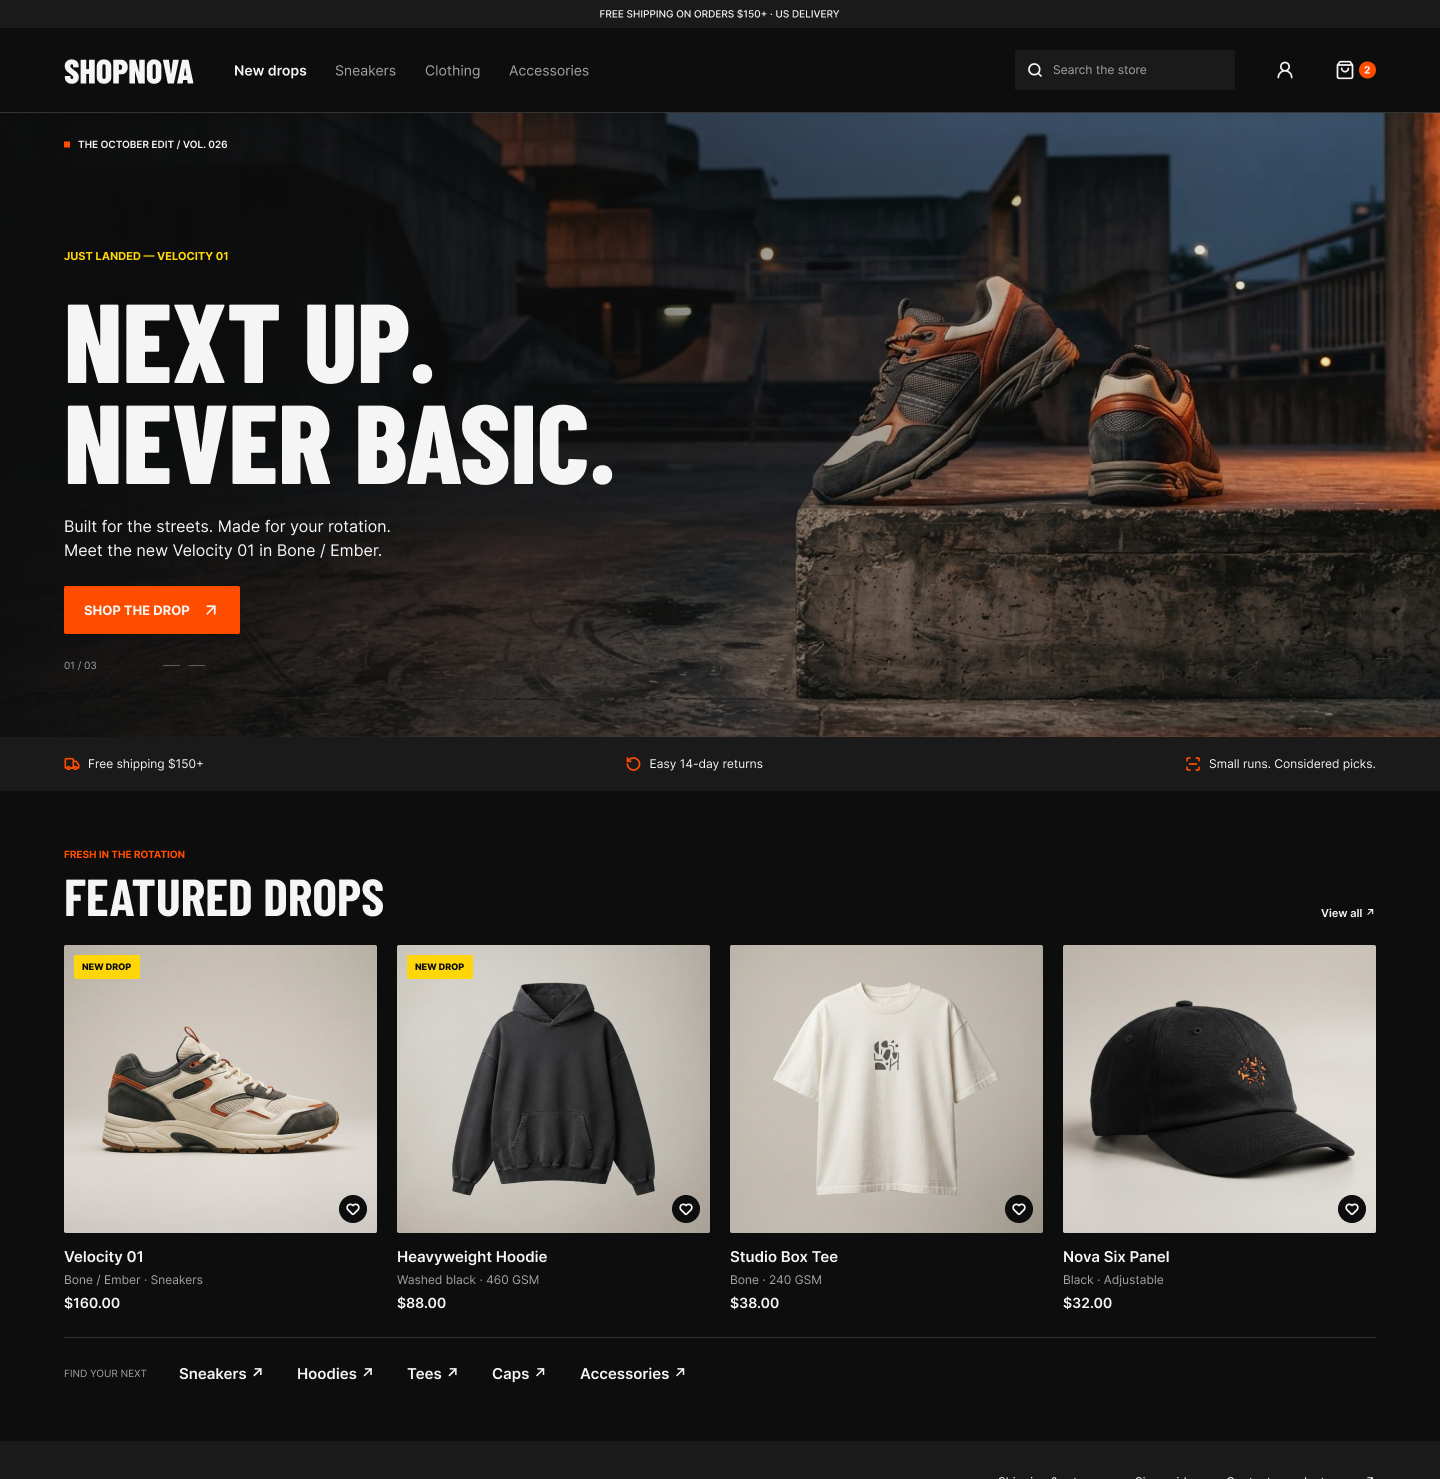 FREE SHIPPING ON ORDERS $150+ · US DELIVERY
SHOPNOVA
New drops
Sneakers
Clothing
Accessories
Search the store
2
THE OCTOBER EDIT / VOL. 026
JUST LANDED — VELOCITY 01
NEXT UP.
NEVER BASIC.
Built for the streets. Made for your rotation.
Meet the new Velocity 01 in Bone / Ember.
SHOP THE DROP
01 / 03
Free shipping $150+
Easy 14-day returns
Small runs. Considered picks.
FRESH IN THE ROTATION
FEATURED DROPS
View all ↗
NEW DROP
NEW DROP
Velocity 01
Bone / Ember · Sneakers
$160.00
Heavyweight Hoodie
Washed black · 460 GSM
$88.00
Studio Box Tee
Bone · 240 GSM
$38.00
Nova Six Panel
Black · Adjustable
$32.00
FIND YOUR NEXT
Sneakers ↗
Hoodies ↗
Tees ↗
Caps ↗
Accessories ↗